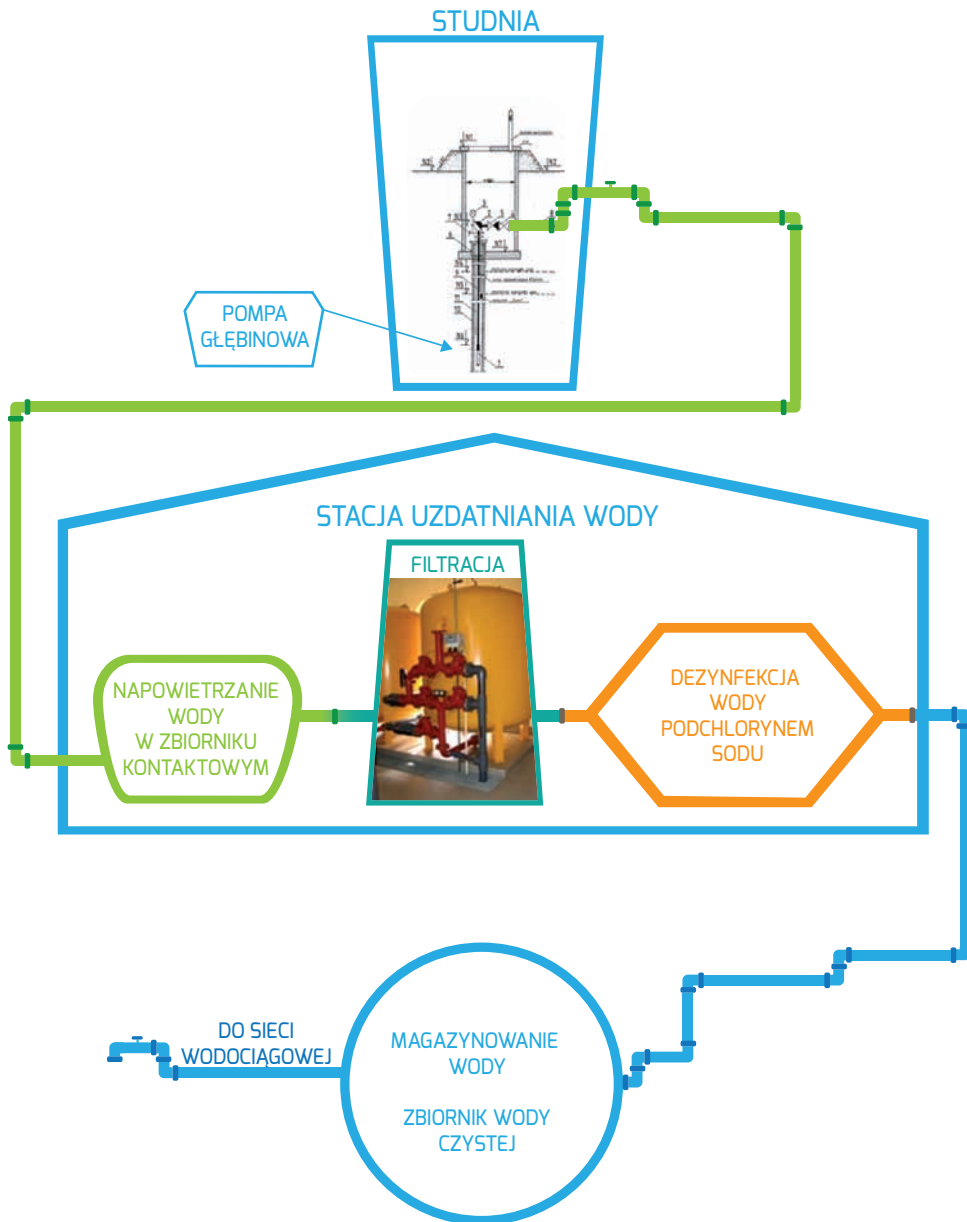 STUDNIA
POMPA
GŁĘBINOWA
STACJA UZDATNIANIA WODY
FILTRACJA
NAPOWIETRZANIE
WODY
W ZBIORNIKU
KONTAKTOWYM
DEZYNFEKCJA
WODY
PODCHLORYNEM
SODU
DO SIECI
WODOCIĄGOWEJ
MAGAZYNOWANIE
WODY
ZBIORNIK WODY
CZYSTEJ